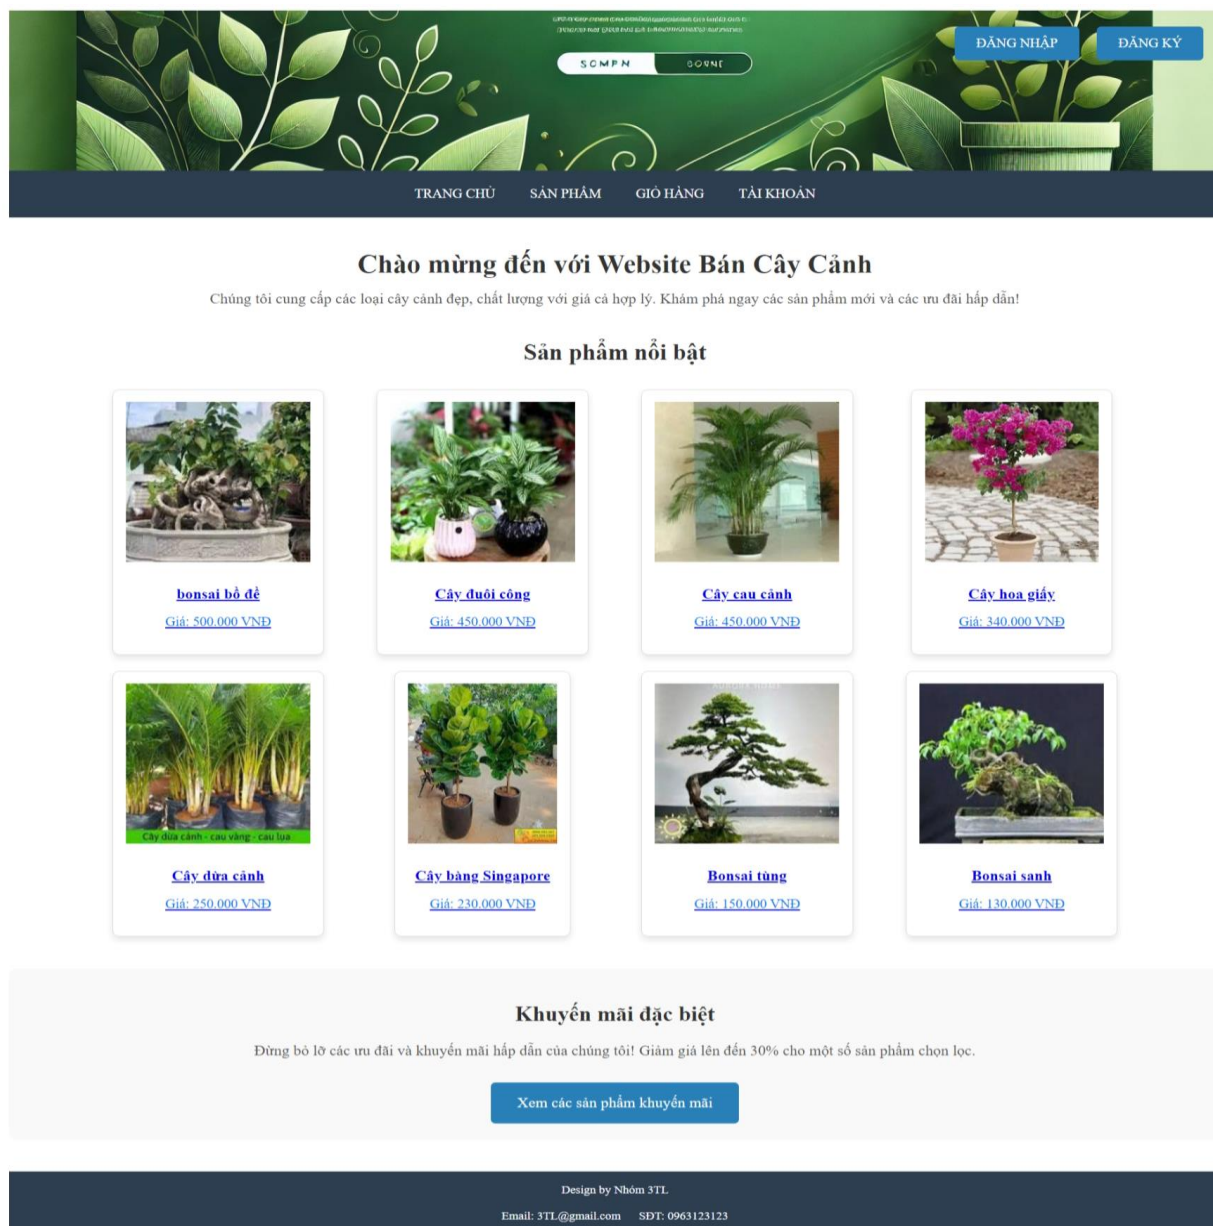 SCMPN
ĐĂNG NHẬP ĐĂNG KÝ
TRANG CHỦ SẢN PHẨM GIỎ HÀNG TÀI KHOẢN
Chào mừng đến với Website Bán Cây Cảnh
Chúng tôi cung cấp các loại cây cảnh đẹp, chất lượng với giá cả hợp lý. Khám phá ngay các sản phẩm mới và các ưu đãi hấp dẫn!
Sản phẩm nổi bật
bonsai bồ đề
Giá: 500.000 VNĐ
Cây đuôi công
Giá: 450.000 VNĐ
Cây cau cảnh
Giá: 450.000 VNĐ
Cây hoa giấy
Giá: 340.000 VNĐ
Cây dừa cảnh - cau vàng - cau lụa
Cây dừa cảnh
Giá: 250.000 VNĐ
Cây bàng Singapore
Giá: 230.000 VNĐ
Bonsai tùng
Giá: 150.000 VNĐ
Bonsai sanh
Giá: 130.000 VNĐ
Khuyến mãi đặc biệt
Đừng bỏ lỡ các ưu đãi và khuyến mãi hấp dẫn của chúng tôi! Giảm giá lên đến 30% cho một số sản phẩm chọn lọc.
Xem các sản phẩm khuyến mãi
Design by Nhóm 3TL
Email: 3TL@gmail.com SĐT: 0963123123